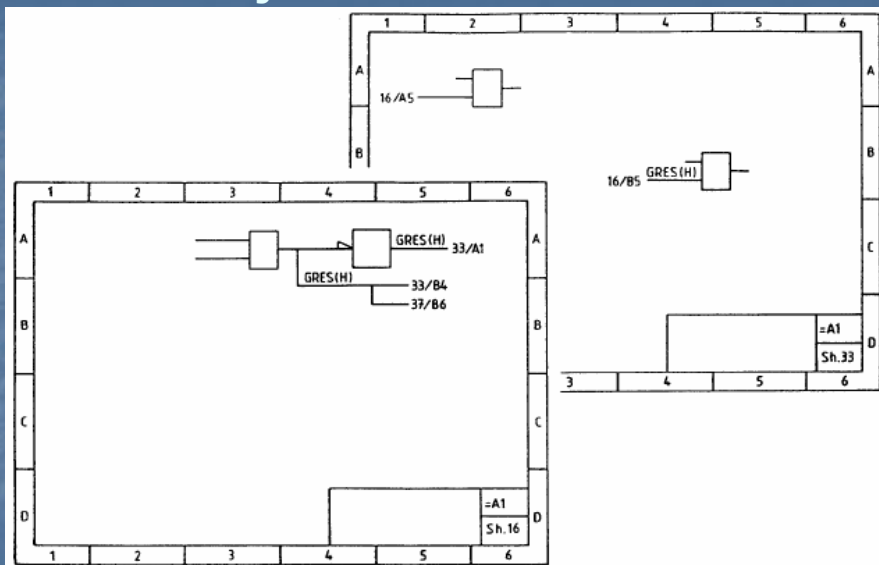 1 2 3 4 5 6
A A
16/A5
B B
GRES(H)
16/B5
C
=A1
D
Sh.33
3 4 5 6
1 2 3 4 5 6
A A
GRES(H)
33/A1
GRES(H)
33/B4
37/B6
B B
C C
=A1
D D
Sh.16
1 2 3 4 5 6